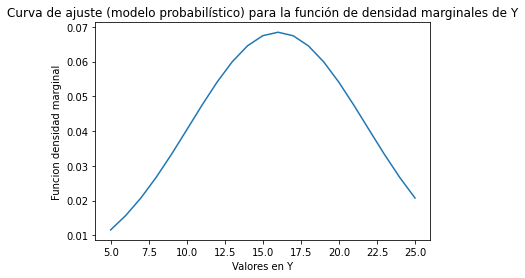 Curva de ajuste (modelo probabilístico) para la función de densidad marginales de Y
0.07
0.06
0.05
0.04
0.03
0.02
0.01
Funcion densidad marginal
5.0 7.5 10.0 12.5 15.0 17.5 20.0 22.5 25.0
Valores en Y